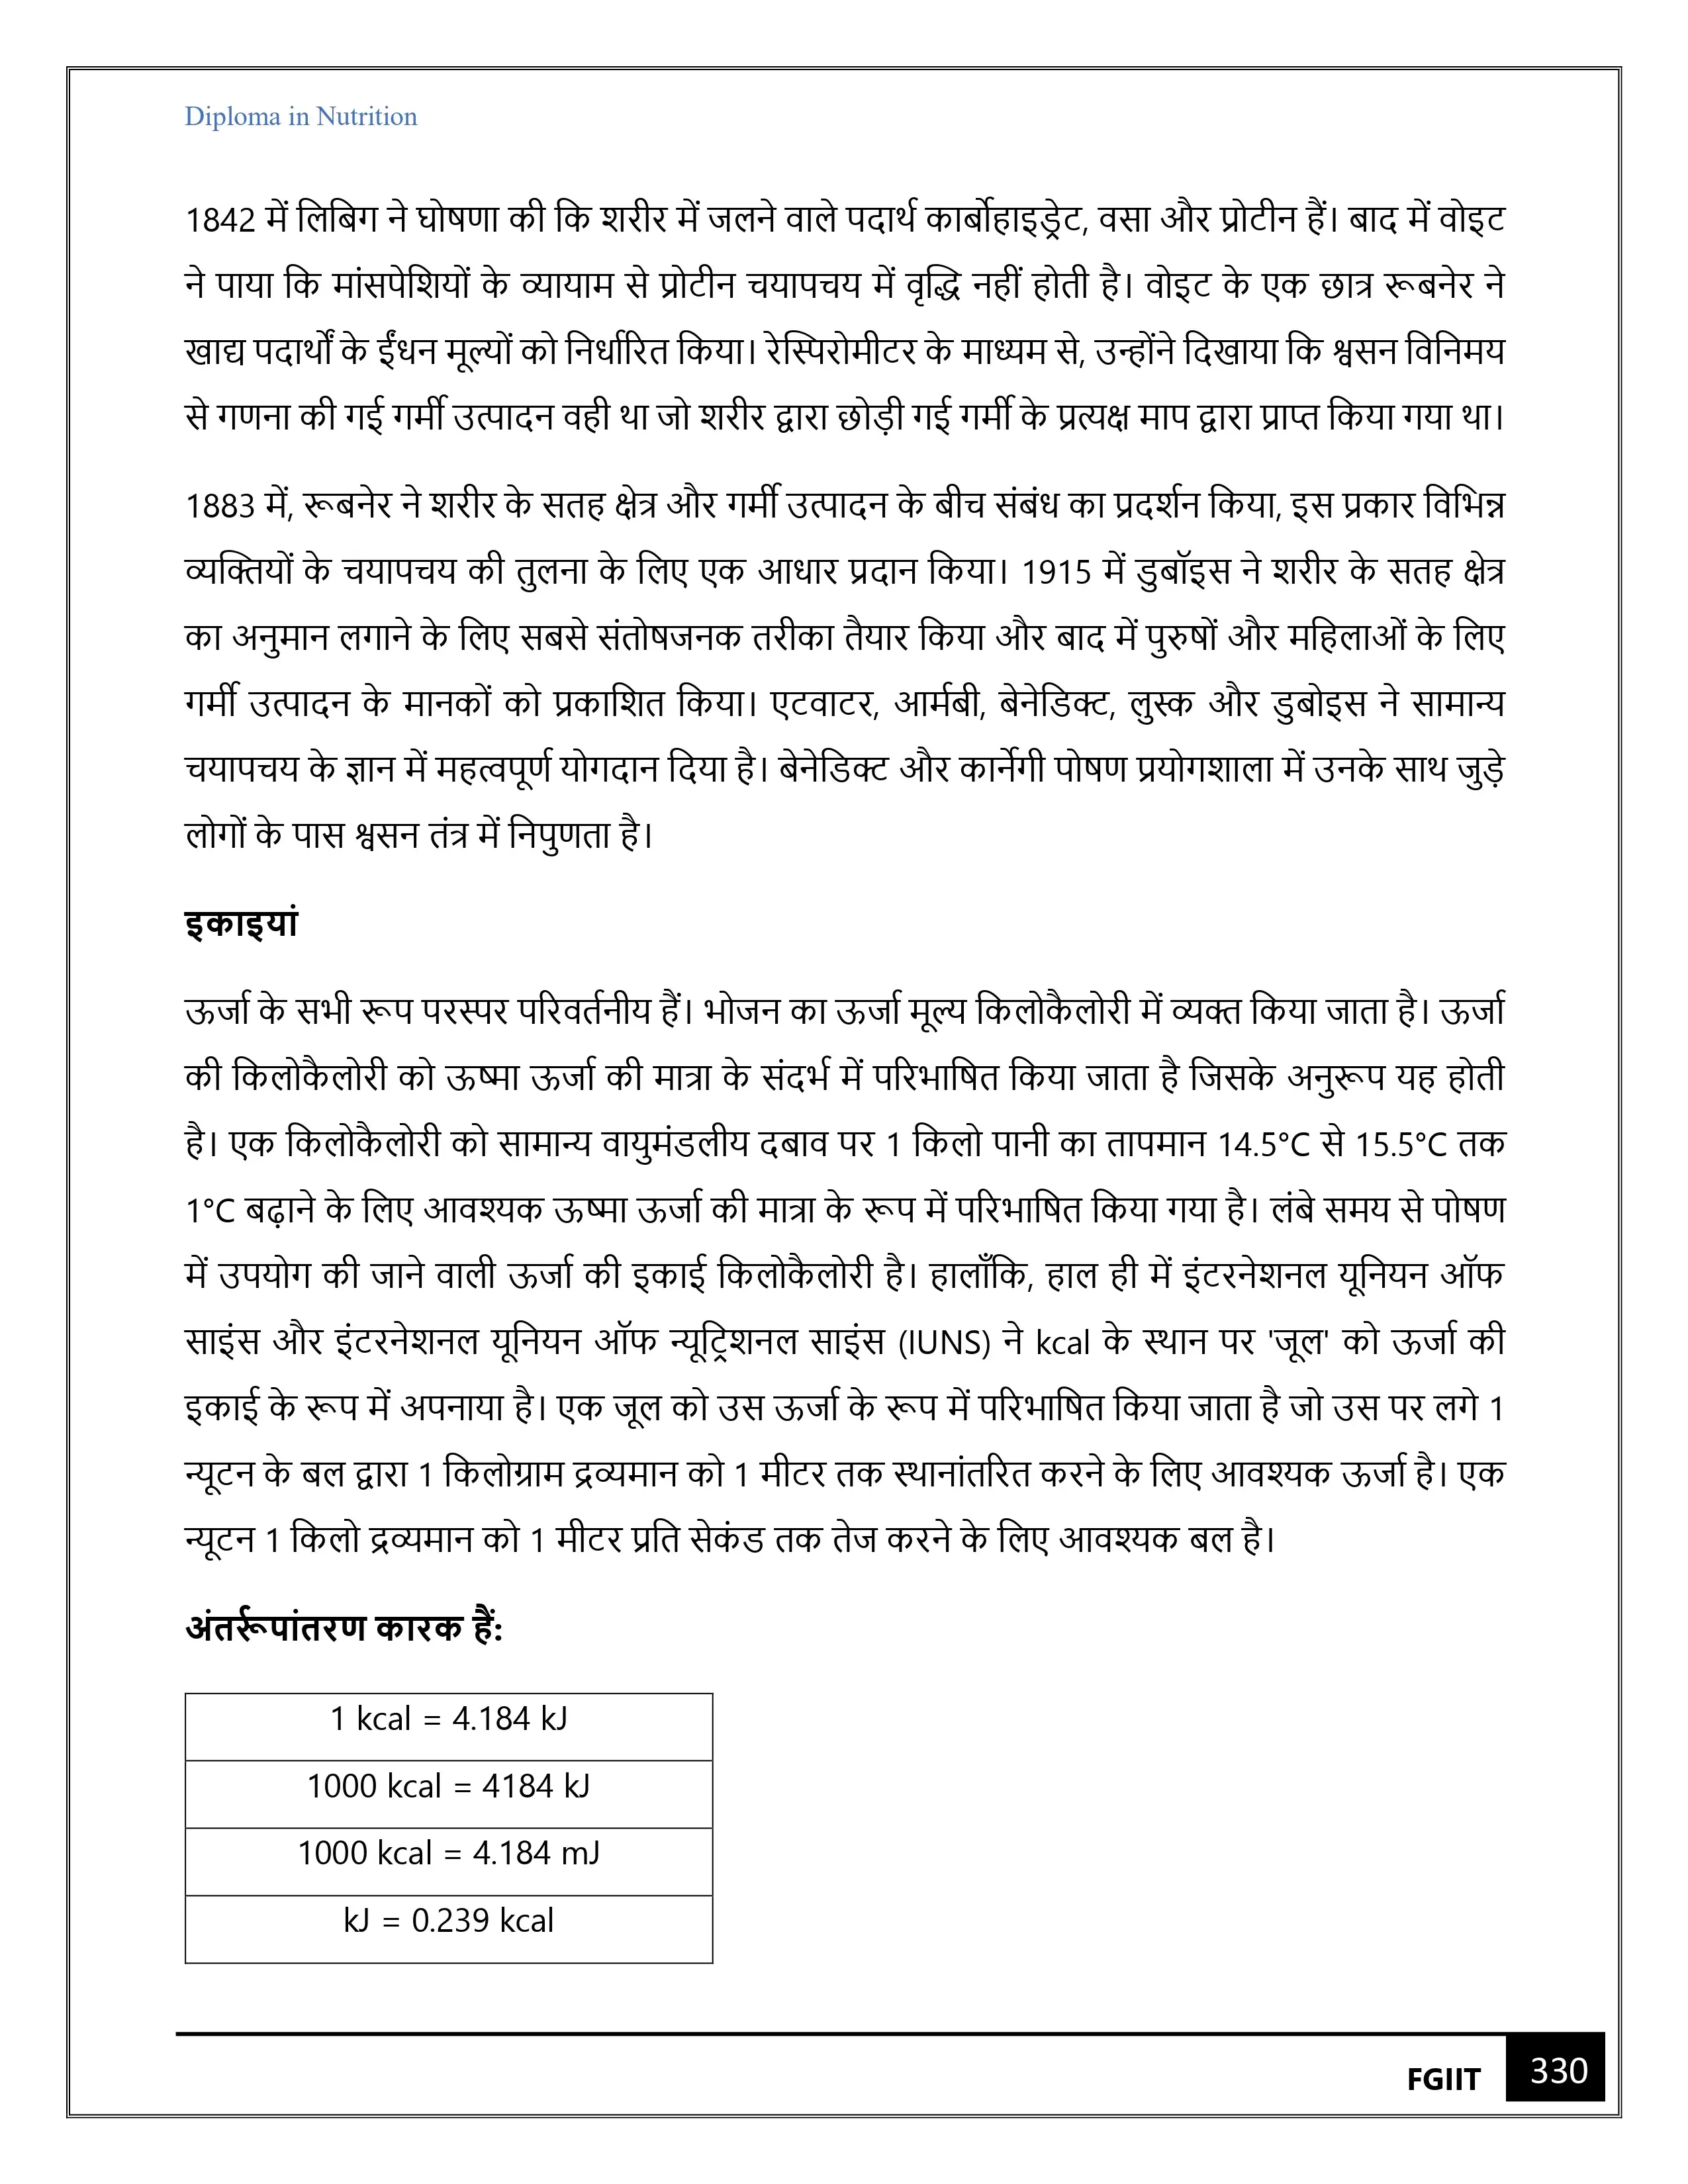 Diploma in Nutrition
1842 में लिबिग ने घोषणा की कि शरीर में जलने वाले पदार्थ कार्बोहाइड्रेट, वसा और प्रोटीन हैं। बाद में वोइट
ने पाया कि मांसपेशियों के व्यायाम से प्रोटीन चयापचय में वृद्धि नहीं होती है। वोइट के एक छात्र रूबनेर ने
खाद्य पदार्थों के ईंधन मूल्यों को निर्धारित किया। रेस्पिरोमीटर के माध्यम से, उन्होंने दिखाया कि श्वसन विनिमय
से गणना की गई गर्मी उत्पादन वही था जो शरीर द्वारा छोड़ी गई गर्मी के प्रत्यक्ष माप द्वारा प्राप्त किया गया था।
1883 में, रूबनेर ने शरीर के सतह क्षेत्र और गर्मी उत्पादन के बीच संबंध का प्रदर्शन किया, इस प्रकार विभिन्न
व्यक्तियों के चयापचय की तुलना के लिए एक आधार प्रदान किया। 1915 में डुबॉइस ने शरीर के सतह क्षेत्र
का अनुमान लगाने के लिए सबसे संतोषजनक तरीका तैयार किया और बाद में पुरुषों और महिलाओं के लिए
गर्मी उत्पादन के मानकों को प्रकाशित किया। एटवाटर, आर्मबी, बेनेडिक्ट, लुस्क और डुबोइस ने सामान्य
चयापचय के ज्ञान में महत्वपूर्ण योगदान दिया है। बेनेडिक्ट और कार्नेगी पोषण प्रयोगशाला में उनके साथ जुड़े
लोगों के पास श्वसन तंत्र में निपुणता है।
इकाइयां
ऊर्जा के सभी रूप परस्पर परिवर्तनीय हैं। भोजन का ऊर्जा मूल्य किलोकैलोरी में व्यक्त किया जाता है। ऊर्जा
की किलोकैलोरी को ऊष्मा ऊर्जा की मात्रा के संदर्भ में परिभाषित किया जाता है जिसके अनुरूप यह होती
है। एक किलोकैलोरी को सामान्य वायुमंडलीय दबाव पर 1 किलो पानी का तापमान 14.5°C से 15.5°C तक
1°C बढ़ाने के लिए आवश्यक ऊष्मा ऊर्जा की मात्रा के रूप में परिभाषित किया गया है। लंबे समय से पोषण
में उपयोग की जाने वाली ऊर्जा की इकाई किलोकैलोरी है। हालाँकि, हाल ही में इंटरनेशनल यूनियन ऑफ
साइंस और इंटरनेशनल यूनियन ऑफ न्यूट्रिशनल साइंस (IUNS) ने kcal के स्थान पर 'जूल' को ऊर्जा की
इकाई के रूप में अपनाया है। एक जूल को उस ऊर्जा के रूप में परिभाषित किया जाता है जो उस पर लगे 1
न्यूटन के बल द्वारा 1 किलोग्राम द्रव्यमान को 1 मीटर तक स्थानांतरित करने के लिए आवश्यक ऊर्जा है। एक
न्यूटन 1 किलो द्रव्यमान को 1 मीटर प्रति सेकंड तक तेज करने के लिए आवश्यक बल है।
अंतर्रूपांतरण कारक हैं:
1 kcal = 4.184 kJ
1000 kcal = 4184 kJ
1000 kcal = 4.184 mJ
kJ = 0.239 kcal
FGIIT 330